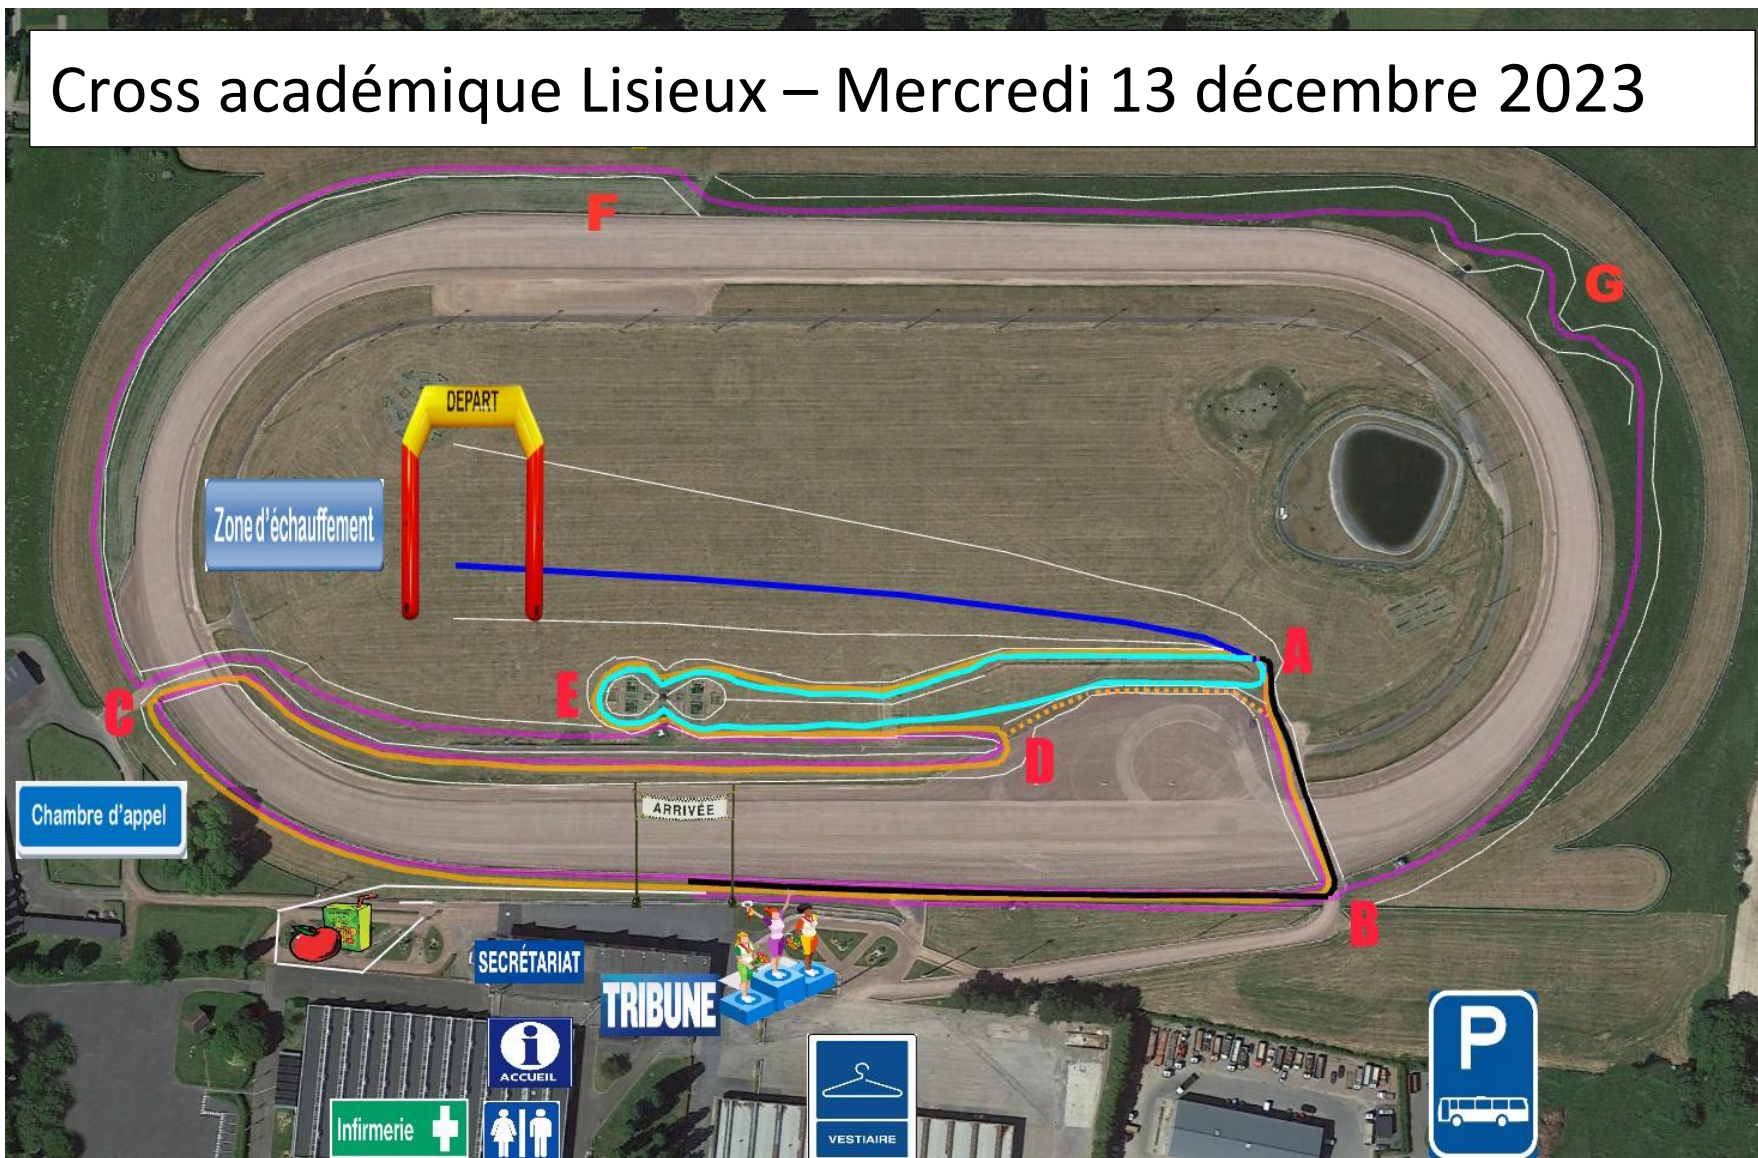 Cross académique Lisieux – Mercredi 13 décembre 2023
F
G
DEPART
Zone d'échauffement
A
E
C
D
Chambre d'appel
ARRIVÉE
B
SECRÉTARIAT
TRIBUNE
P
i
ACCUEIL
Infirmerie
VESTIAIRE